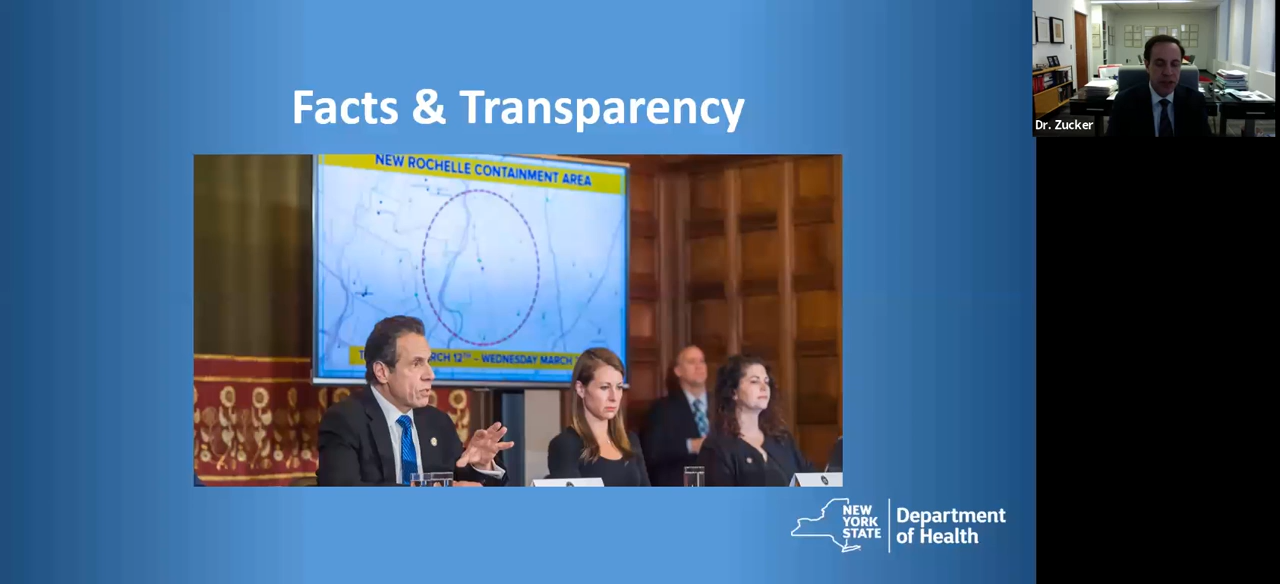 Facts & Transparency
NEW ROCHELLE CONTAINMENT AREA
MARCH 12TH – WEDNESDAY MARCH
NEW
YORK
STATE
Department
of Health
Dr. Zucker